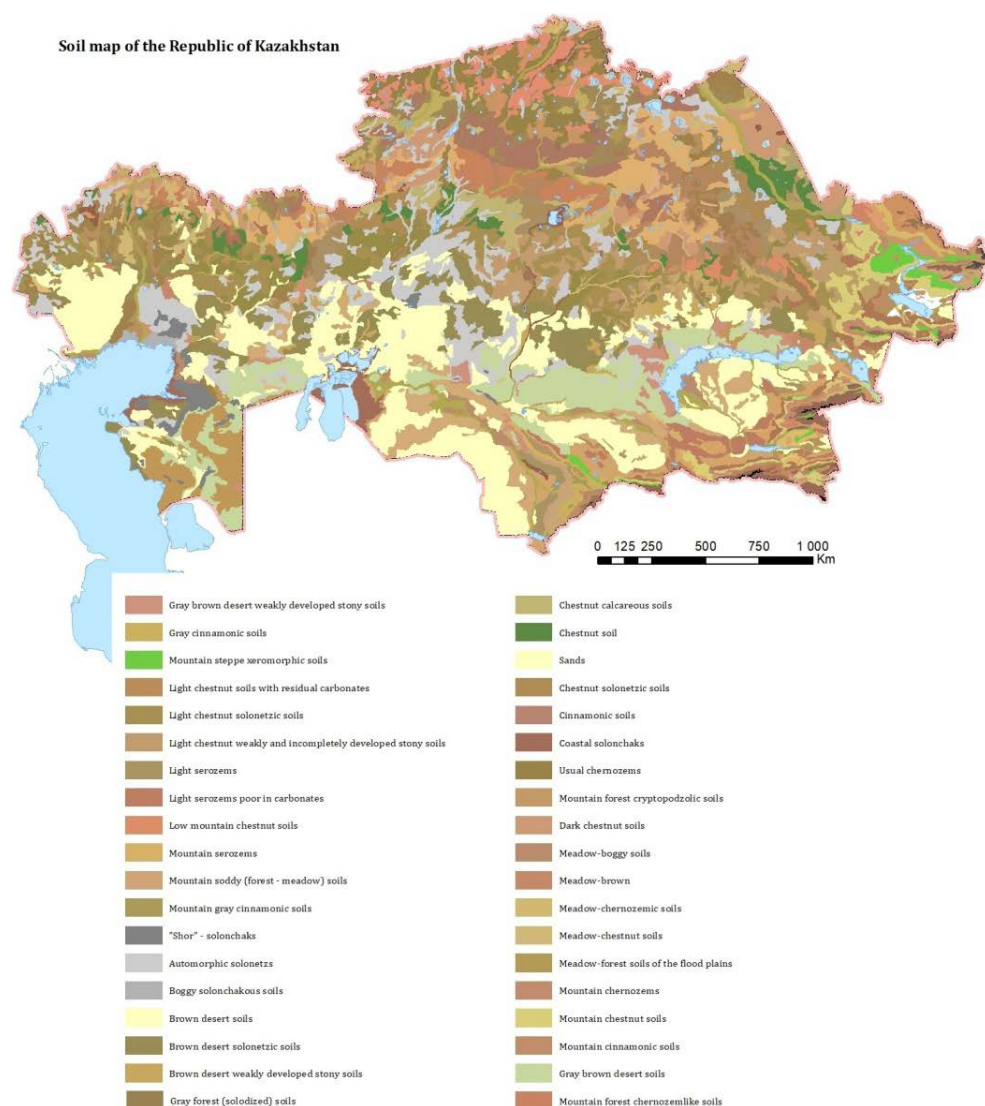 Soil map of the Republic of Kazakhstan
0 125 250 500 750 1 000
Km
Gray brown desert weakly developed stony soils
Gray cinnamonic soils
Mountain steppe xeromorphic soils
Light chestnut soils with residual carbonates
Light chestnut solonetzic soils
Light chestnut weakly and incompletely developed stony soils
Light serozems
Light serozems poor in carbonates
Low mountain chestnut soils
Mountain serozems
Mountain soddy (forest - meadow) soils
Mountain gray cinnamonic soils
"Shor" - solonchaks
Automorphic solonetzs
Boggy solonchakous soils
Brown desert soils
Brown desert solonetzic soils
Brown desert weakly developed stony soils
Gray forest (solodized) soils
Chestnut calcareous soils
Chestnut soil
Sands
Chestnut solonetzic soils
Cinnamonic soils
Coastal solonchaks
Usual chernozems
Mountain forest cryptopodzolic soils
Dark chestnut soils
Meadow-boggy soils
Meadow-brown
Meadow-chernozemic soils
Meadow-chestnut soils
Meadow-forest soils of the flood plains
Mountain chernozems
Mountain chestnut soils
Mountain cinnamonic soils
Gray brown desert soils
Mountain forest chernozemlike soils